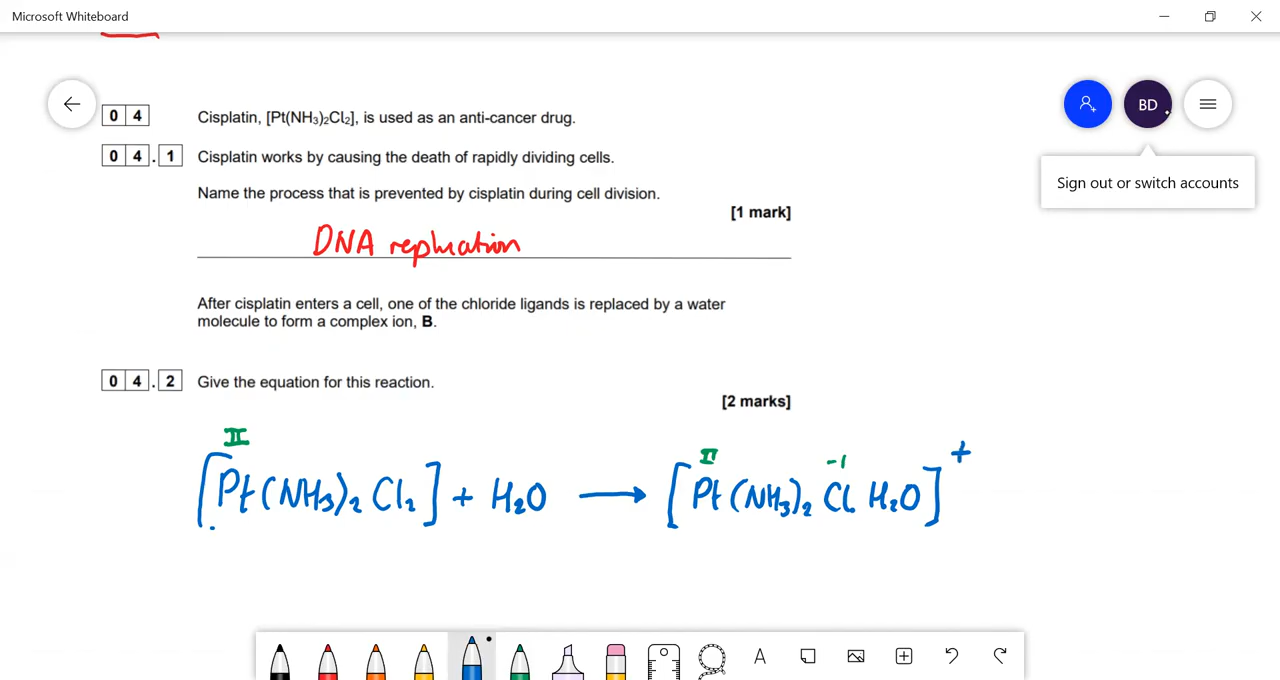 Microsoft Whiteboard
0 4 Cisplatin, [Pt(NH₃)₂Cl₂], is used as an anti-cancer drug.
BD
0 4 . 1 Cisplatin works by causing the death of rapidly dividing cells.
Sign out or switch accounts
Name the process that is prevented by cisplatin during cell division.
[1 mark]
DNA replication
After cisplatin enters a cell, one of the chloride ligands is replaced by a water
molecule to form a complex ion, B.
0 4 . 2 Give the equation for this reaction.
[2 marks]
II II -1
[Pt(NH₃)₂Cl₂] + H₂O → [Pt(NH₃)₂ Cl H₂O]⁺
A